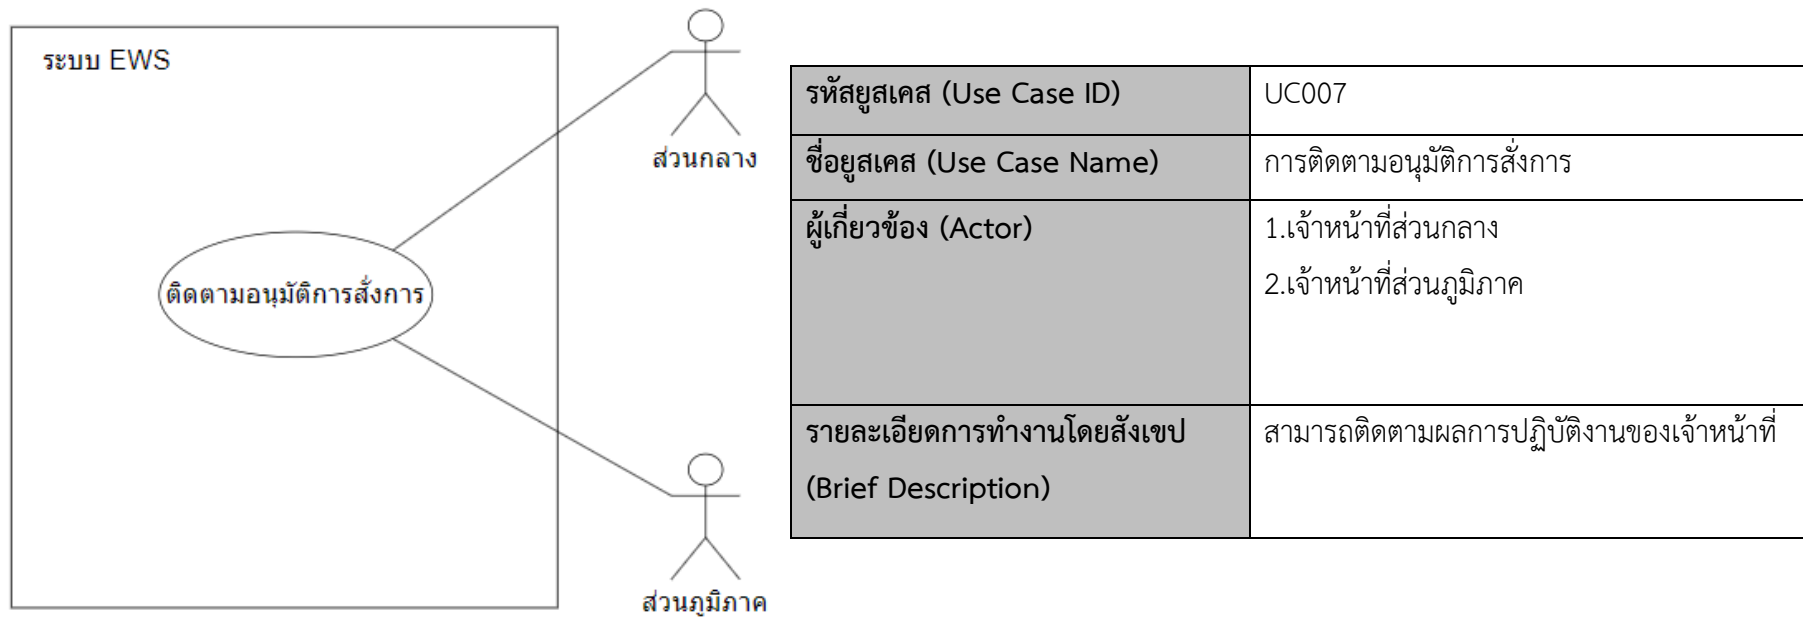 ระบบ EWS
ส่วนกลาง
ติดตามอนุมัติการสั่งการ
ส่วนภูมิภาค
รหัสยูสเคส (Use Case ID)
UC007
ชื่อยูสเคส (Use Case Name)
การติดตามอนุมัติการสั่งการ
ผู้เกี่ยวข้อง (Actor)
1.เจ้าหน้าที่ส่วนกลาง
2.เจ้าหน้าที่ส่วนภูมิภาค
รายละเอียดการทำงานโดยสังเขป
(Brief Description)
สามารถติดตามผลการปฏิบัติงานของเจ้าหน้าที่